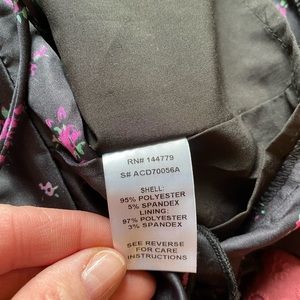 RN# 144779
S# ACD70056A
SHELL:
95% POLYESTER
5% SPANDEX
LINING:
97% POLYESTER
3% SPANDEX
SEE REVERSE
FOR CARE
INSTRUCTIONS